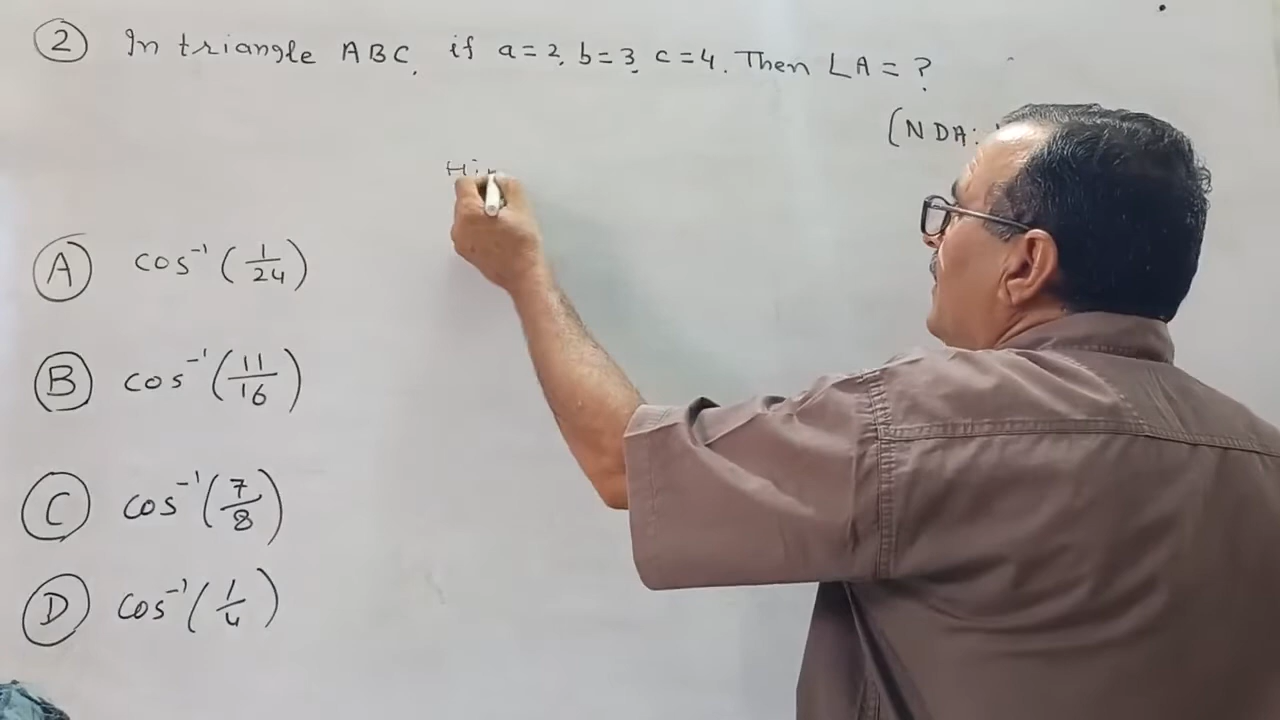 ② In triangle ABC, if a=2, b=3, c=4. Then ∠A= ?
(NDA:
Ⓐ cos⁻¹(1/24)
Ⓑ cos⁻¹(11/16)
Ⓒ cos⁻¹(7/8)
Ⓓ cos⁻¹(1/4)